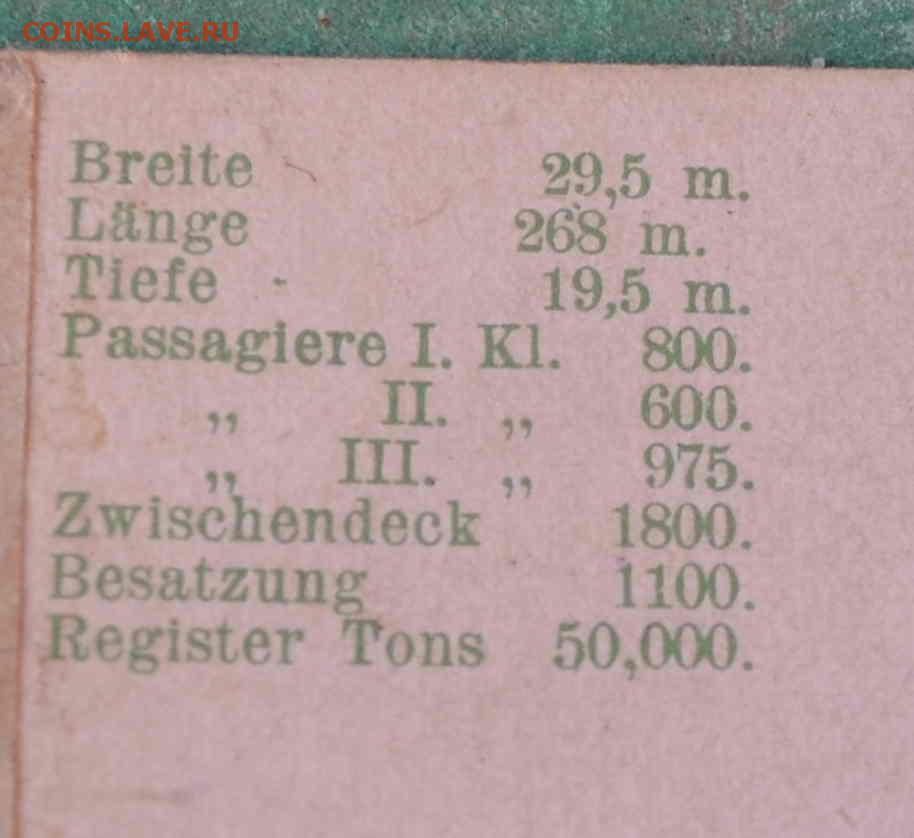 COINS.LAVE.RU
Breite 29,5 m.
Länge 268 m.
Tiefe - 19,5 m.
Passagiere I. Kl. 800.
„ II. „ 600.
„ III. „ 975.
Zwischendeck 1800.
Besatzung 1100.
Register Tons 50,000.